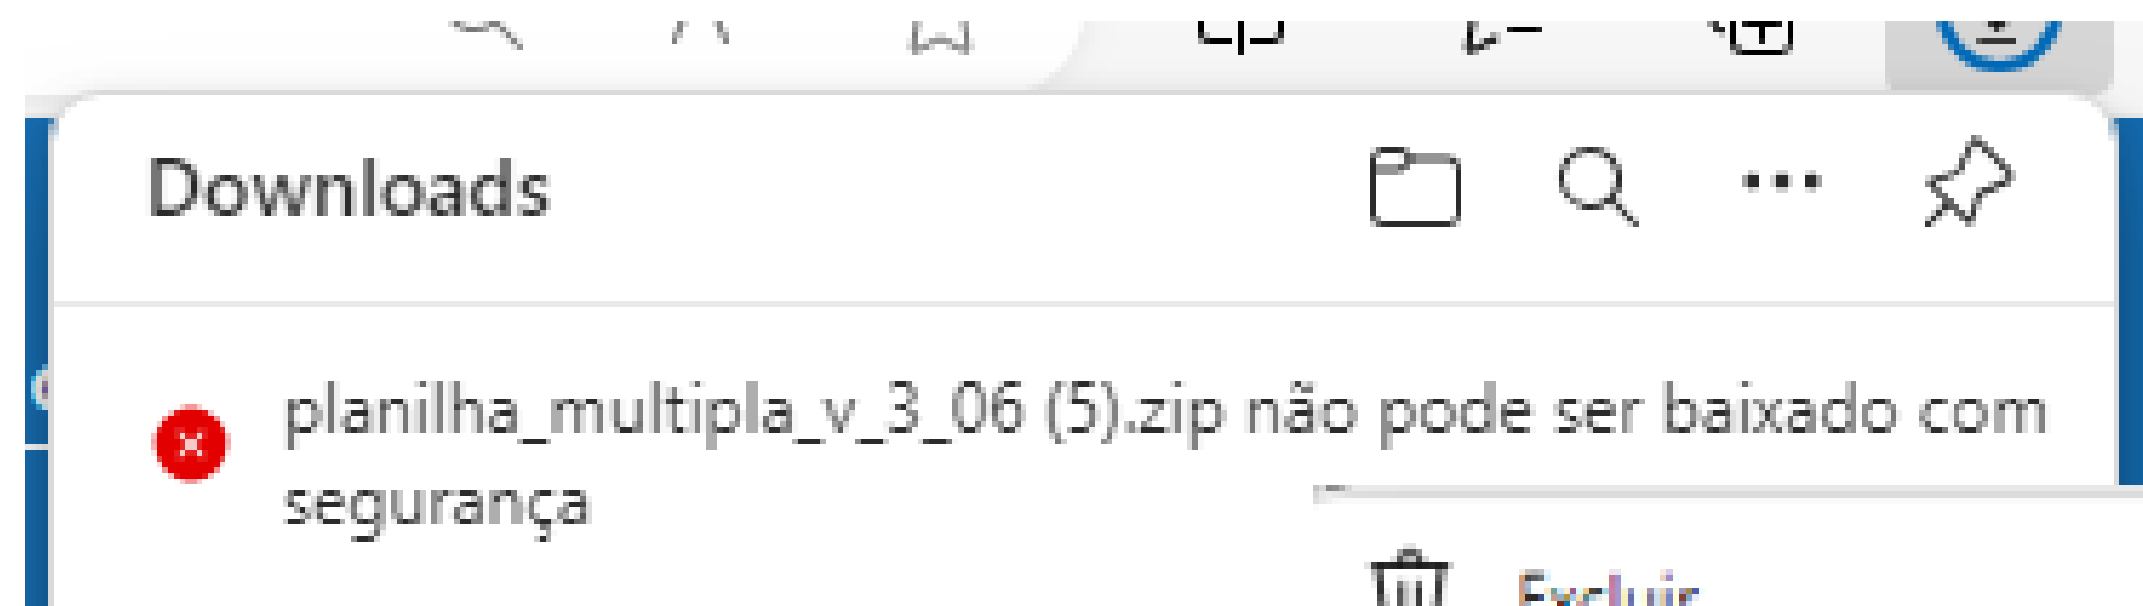 Downloads
planilha_multipla_v_3_06 (5).zip não pode ser baixado com
segurança
Excluir